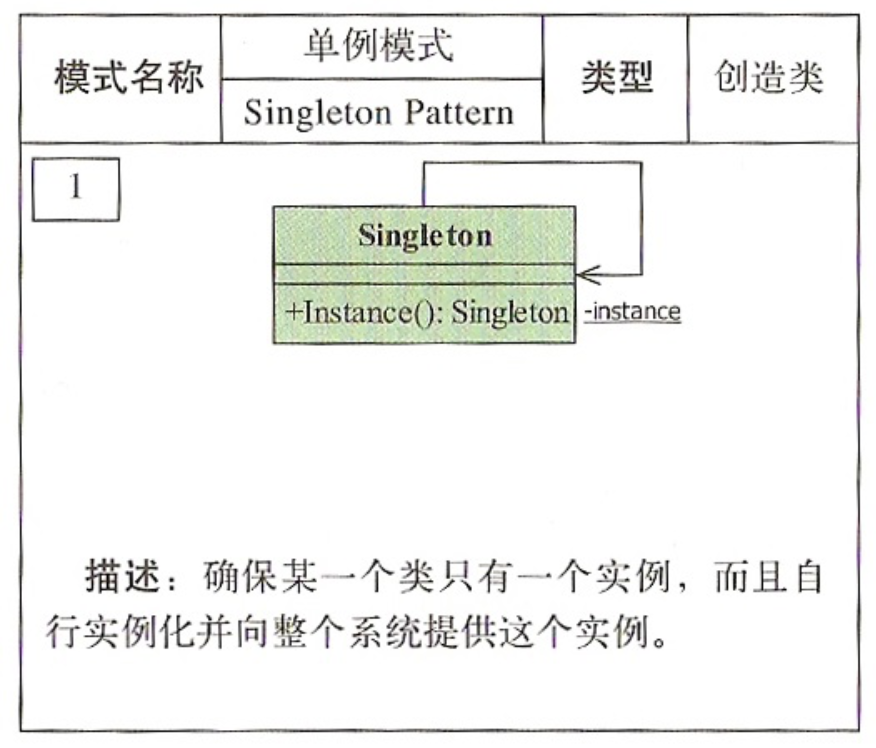 模式名称
单例模式
Singleton Pattern
类型
创造类
1
Singleton
+Instance(): Singleton
-instance
描述：确保某一个类只有一个实例，而且自
行实例化并向整个系统提供这个实例。